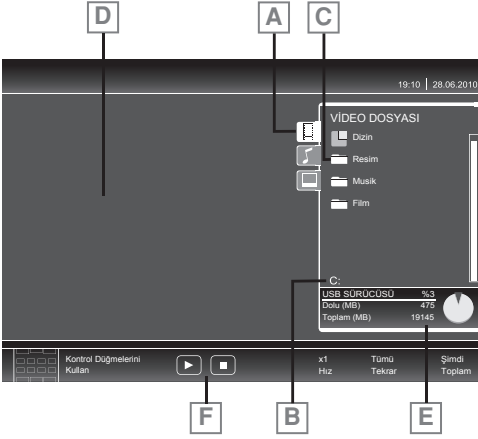 D A C
19:10 28.06.2010
VİDEO DOSYASI
Dizin
Resim
Musik
Film
C:
USB SÜRÜCÜSÜ %3
Dolu (MB) 475
Toplam (MB) 19145
Kontrol Düğmelerini x1 Tümü Şimdi
Kullan Hız Tekrar Toplam
F B E